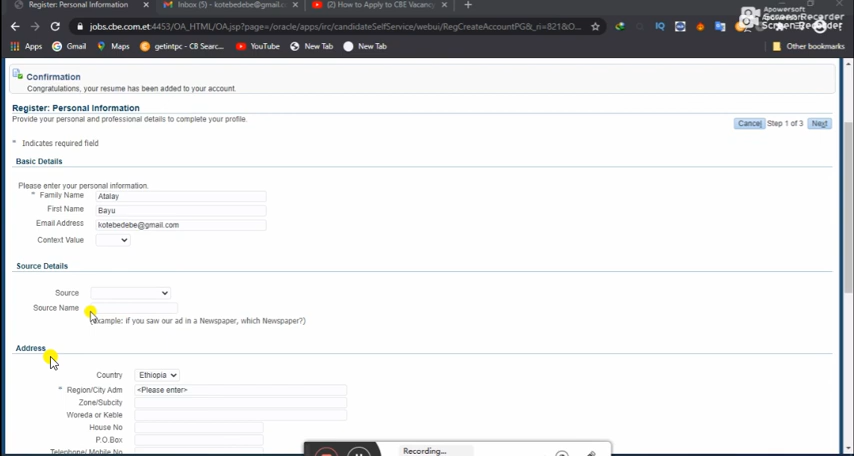 Register: Personal Information
Inbox (5) - kotebedebe@gmail.c
(2) How to Apply to CBE Vacanc
jobs.cbe.com.et:4453/OA_HTML/OA.jsp?page=/oracle/apps/irc/candidateSelfService/webui/RegCreateAccountPG&_ri=821&O...
Apowersoft
Screen Recorder
Apps
Gmail
Maps
getintpc - CB Searc...
YouTube
New Tab
New Tab
Other bookmarks
Confirmation
Congratulations, your resume has been added to your account.
Register: Personal Information
Provide your personal and professional details to complete your profile.
Cancel Step 1 of 3 Next
* Indicates required field
Basic Details
Please enter your personal information.
* Family Name Atalay
First Name Bayu
Email Address kotebedebe@gmail.com
Context Value
Source Details
Source
Source Name
(example: if you saw our ad in a Newspaper, which Newspaper?)
Address
Country Ethiopia
* Region/City Adm <Please enter>
Zone/Subcity
Woreda or Keble
House No
P.O.Box
Telephone/ Mobile No
Recording...